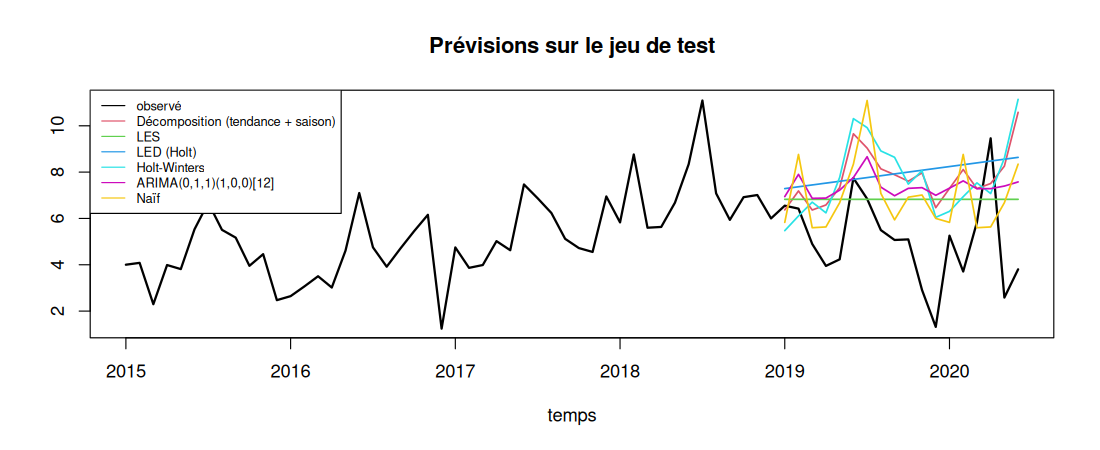 Prévisions sur le jeu de test
observé
Décomposition (tendance + saison)
LES
LED (Holt)
Holt-Winters
ARIMA(0,1,1)(1,0,0)[12]
Naïf
10
8
6
4
2
2015 2016 2017 2018 2019 2020
temps